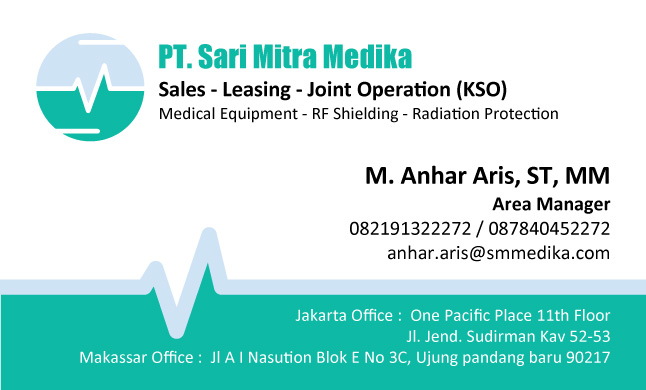 PT. Sari Mitra Medika
Sales - Leasing - Joint Operation (KSO)
Medical Equipment - RF Shielding - Radiation Protection
M. Anhar Aris, ST, MM
Area Manager
082191322272 / 087840452272
anhar.aris@smmedika.com
Jakarta Office : One Pacific Place 11th Floor
Jl. Jend. Sudirman Kav 52-53
Makassar Office : Jl A I Nasution Blok E No 3C, Ujung pandang baru 90217